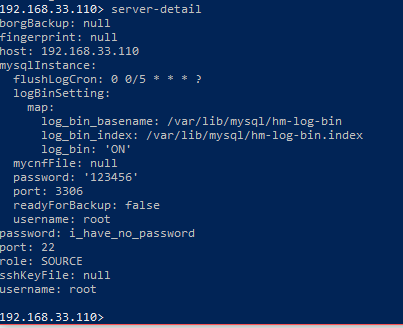 192.168.33.110> server-detail
borgBackup: null
fingerprint: null
host: 192.168.33.110
mysqlInstance:
  flushLogCron: 0 0/5 * * * ?
  logBinSetting:
    map:
      log_bin_basename: /var/lib/mysql/hm-log-bin
      log_bin_index: /var/lib/mysql/hm-log-bin.index
      log_bin: 'ON'
  mycnfFile: null
  password: '123456'
  port: 3306
  readyForBackup: false
  username: root
password: i_have_no_password
port: 22
role: SOURCE
sshKeyFile: null
username: root
192.168.33.110>